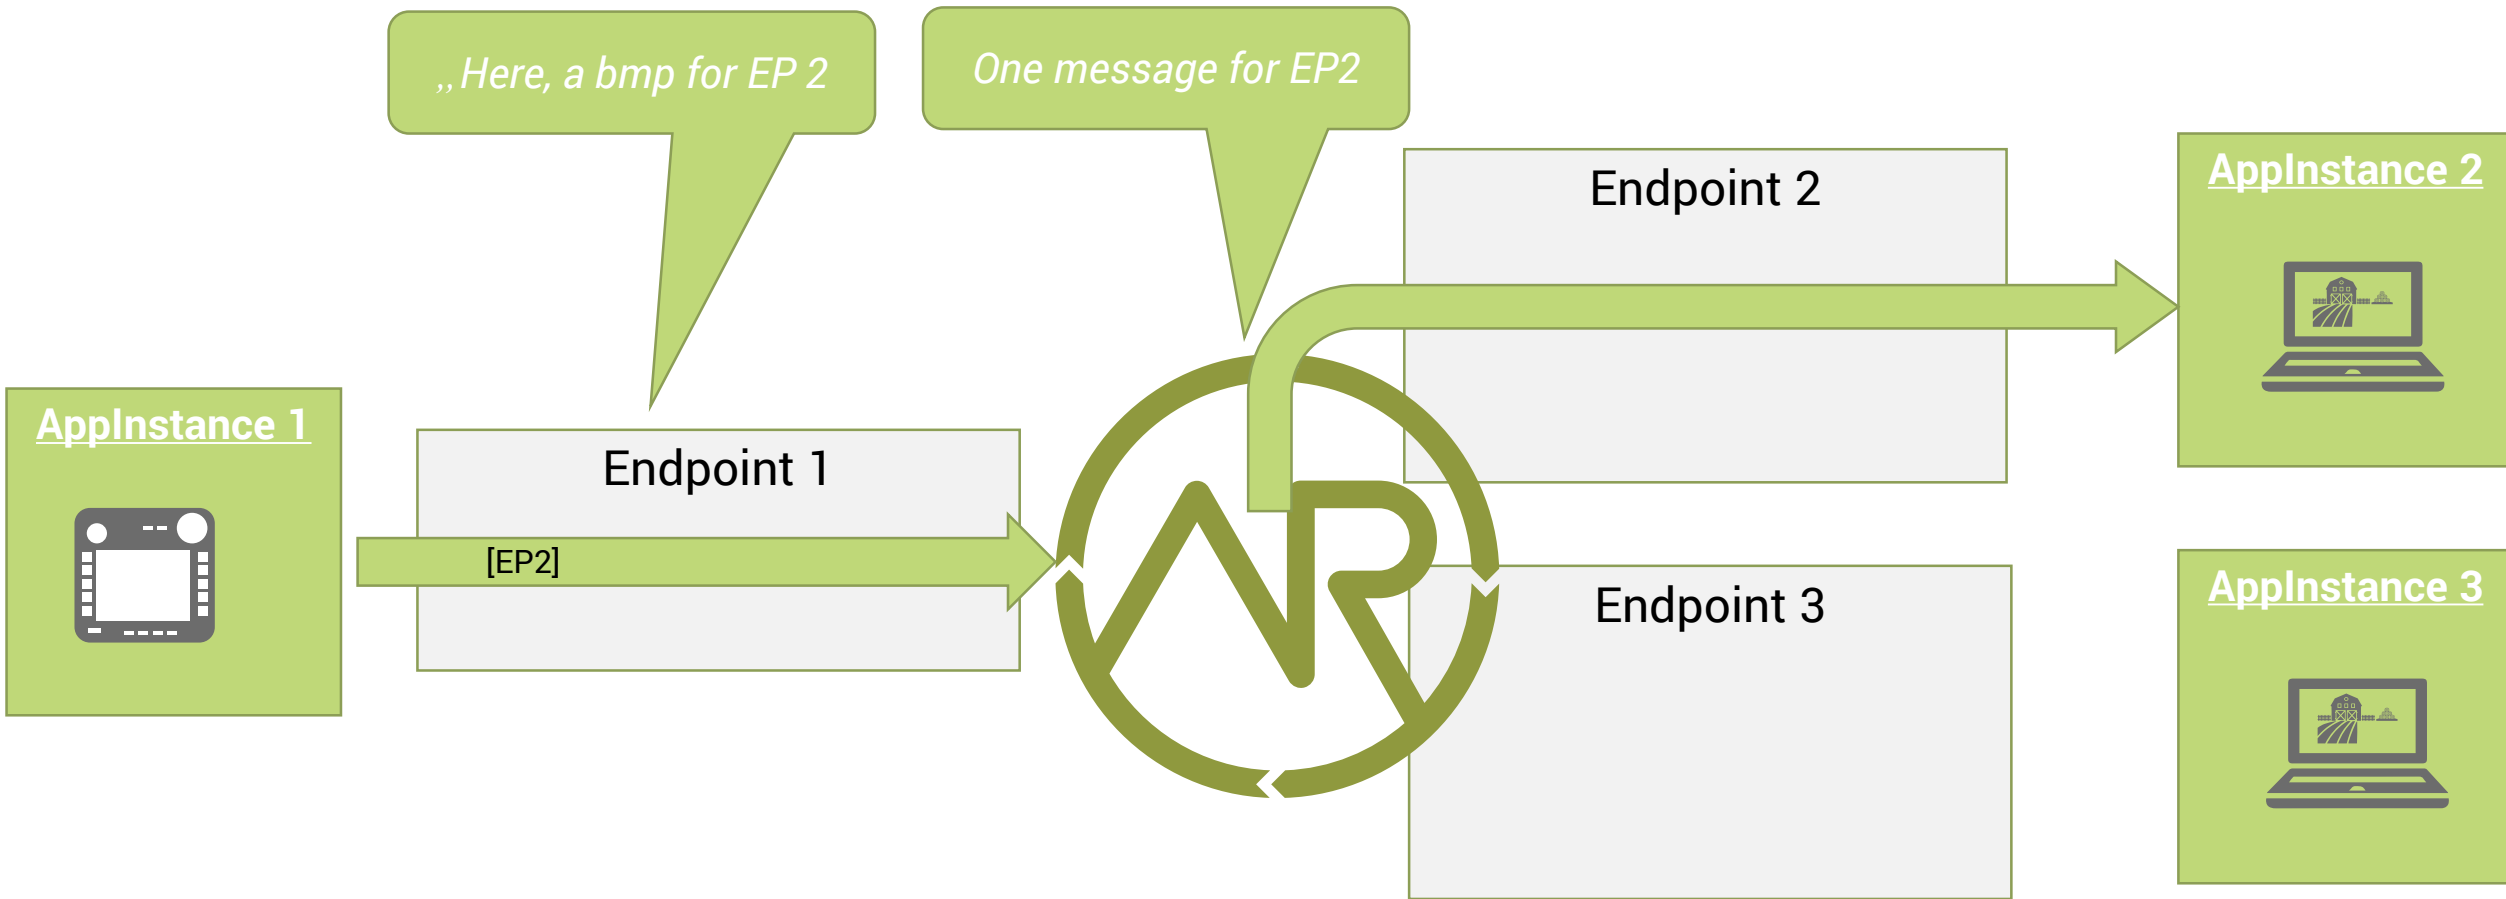 „Here, a bmp for EP 2
One message for EP2
Endpoint 2
AppInstance 2
AppInstance 1
Endpoint 1
[EP2]
AppInstance 3
Endpoint 3